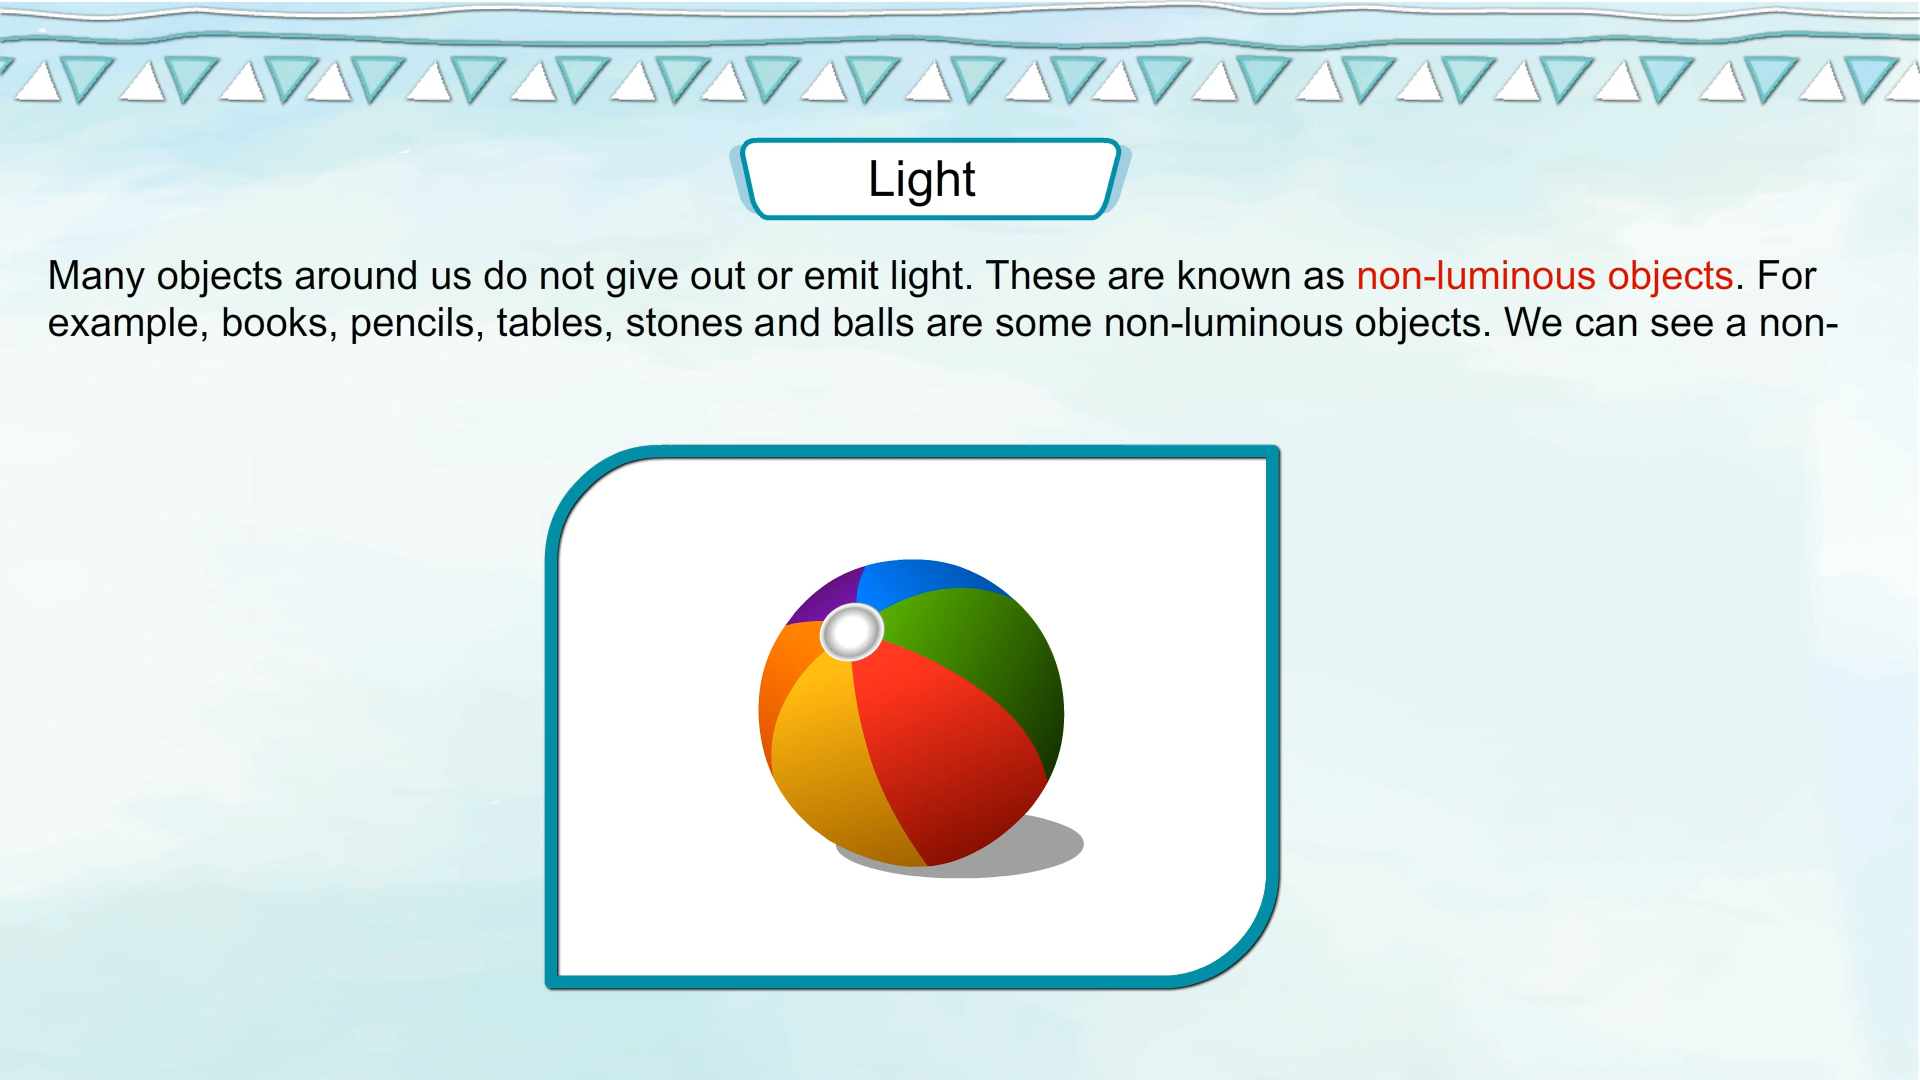 Light
Many objects around us do not give out or emit light. These are known as non-luminous objects. For
example, books, pencils, tables, stones and balls are some non-luminous objects. We can see a non-